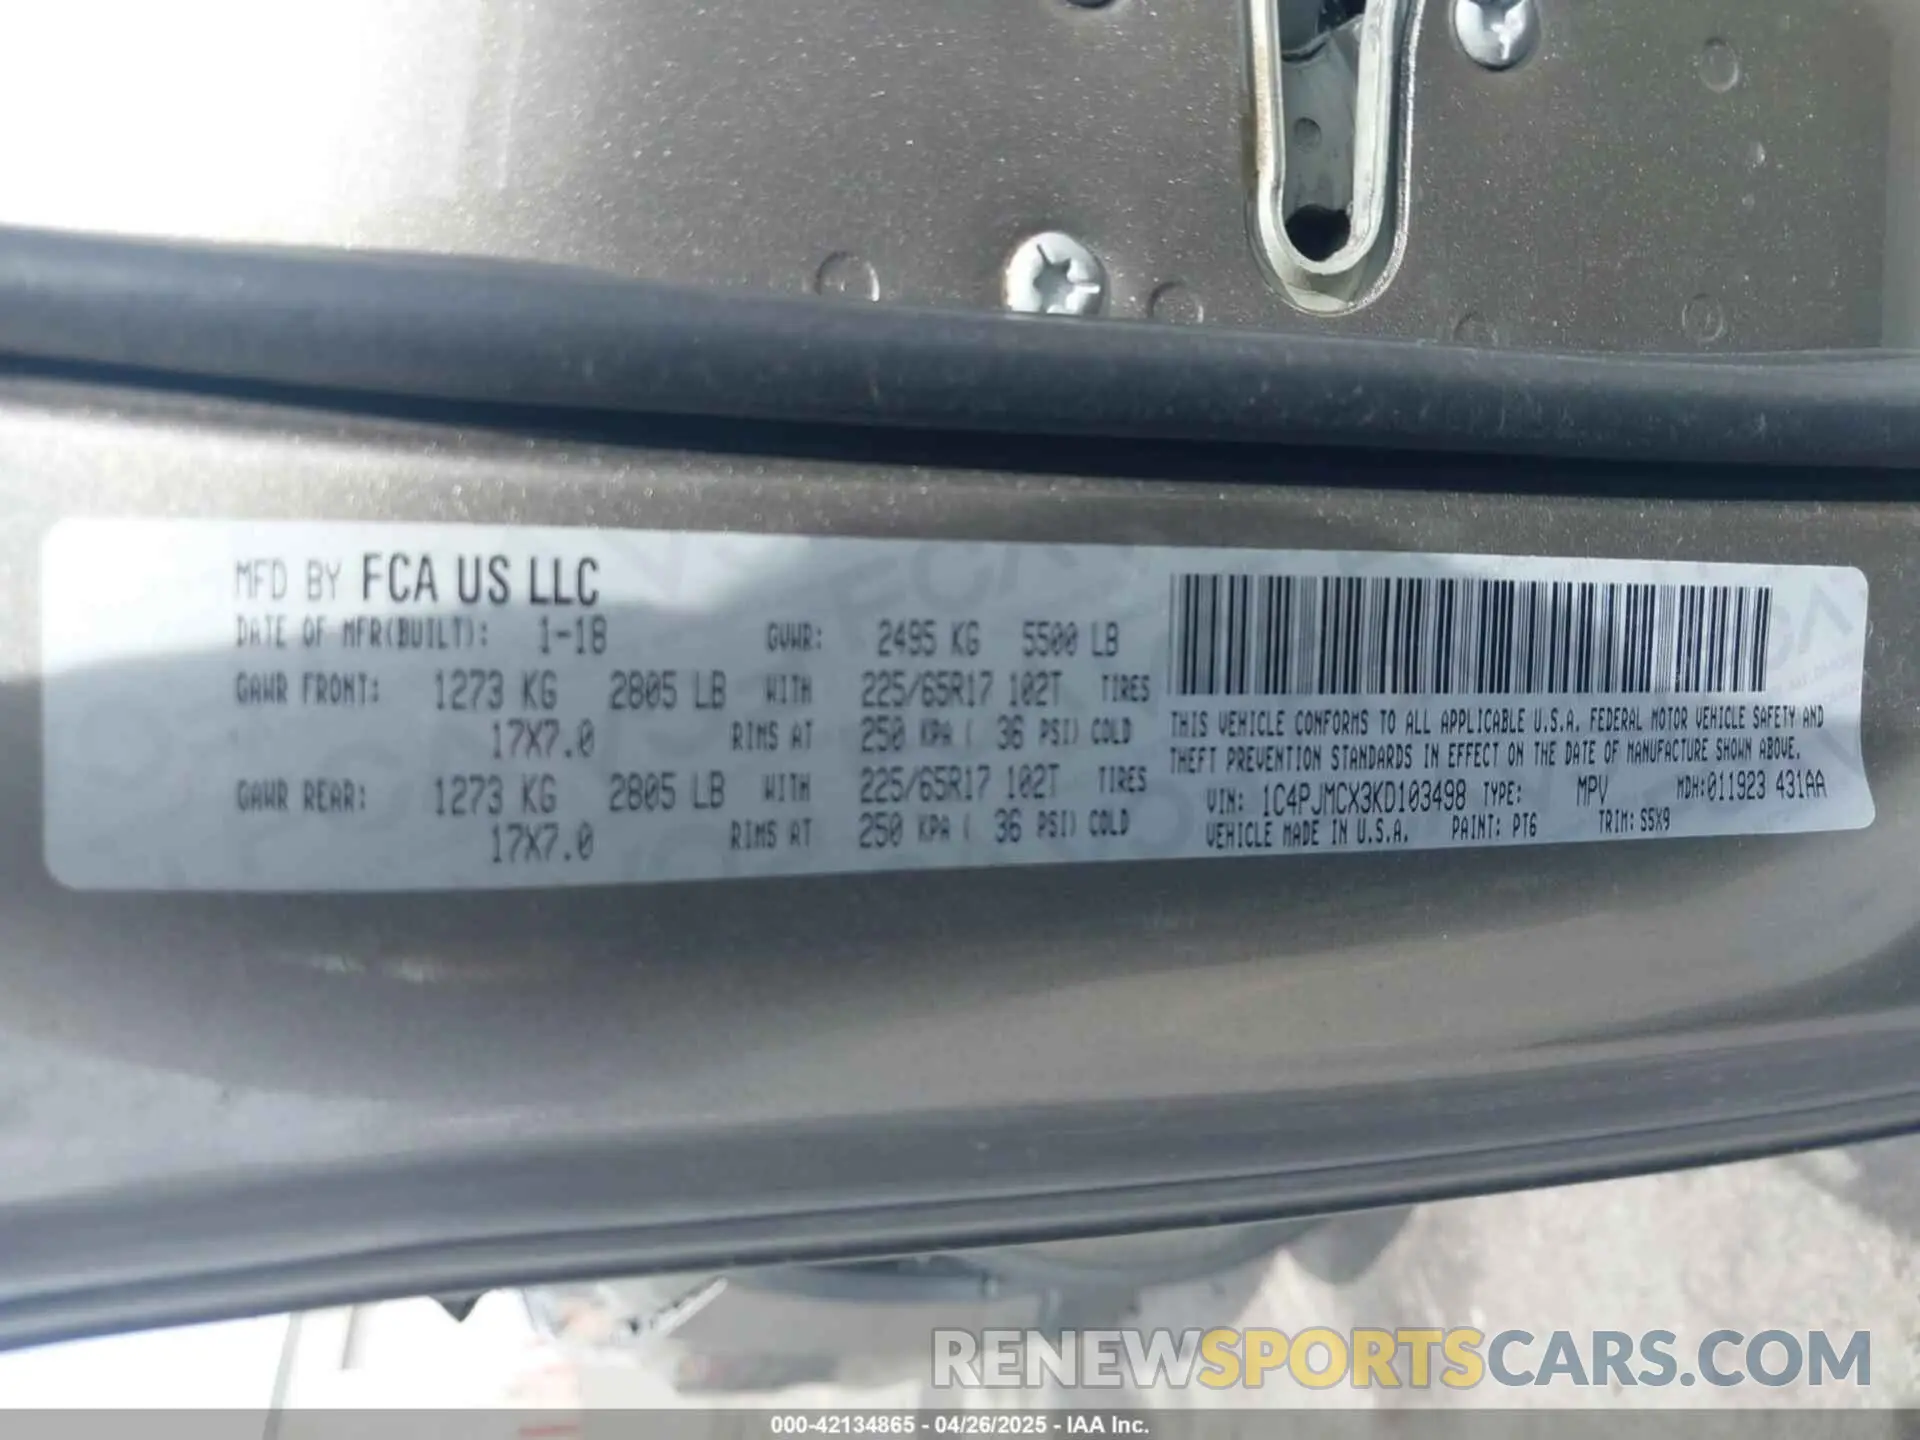 MFD BY FCA US LLC
DATE OF MFR(BUILT): 1-18 GVWR: 2495 KG 5500 LB
GAWR FRONT: 1273 KG 2805 LB WITH 225/65R17 102T TIRES
17X7.0 RIMS AT 250 KPA ( 36 PSI) COLD
GAWR REAR: 1273 KG 2805 LB WITH 225/65R17 102T TIRES
17X7.0 RIMS AT 250 KPA ( 36 PSI) COLD
THIS VEHICLE CONFORMS TO ALL APPLICABLE U.S.A. FEDERAL MOTOR VEHICLE SAFETY AND
THEFT PREVENTION STANDARDS IN EFFECT ON THE DATE OF MANUFACTURE SHOWN ABOVE.
VIN: 1C4PJMCX3KD103498 TYPE: MPV MDH:011923 431AA
VEHICLE MADE IN U.S.A. PAINT: PT6 TRIM: S5X9
RENEWSPORTSCARS.COM
000-42134865 - 04/26/2025 - IAA Inc.